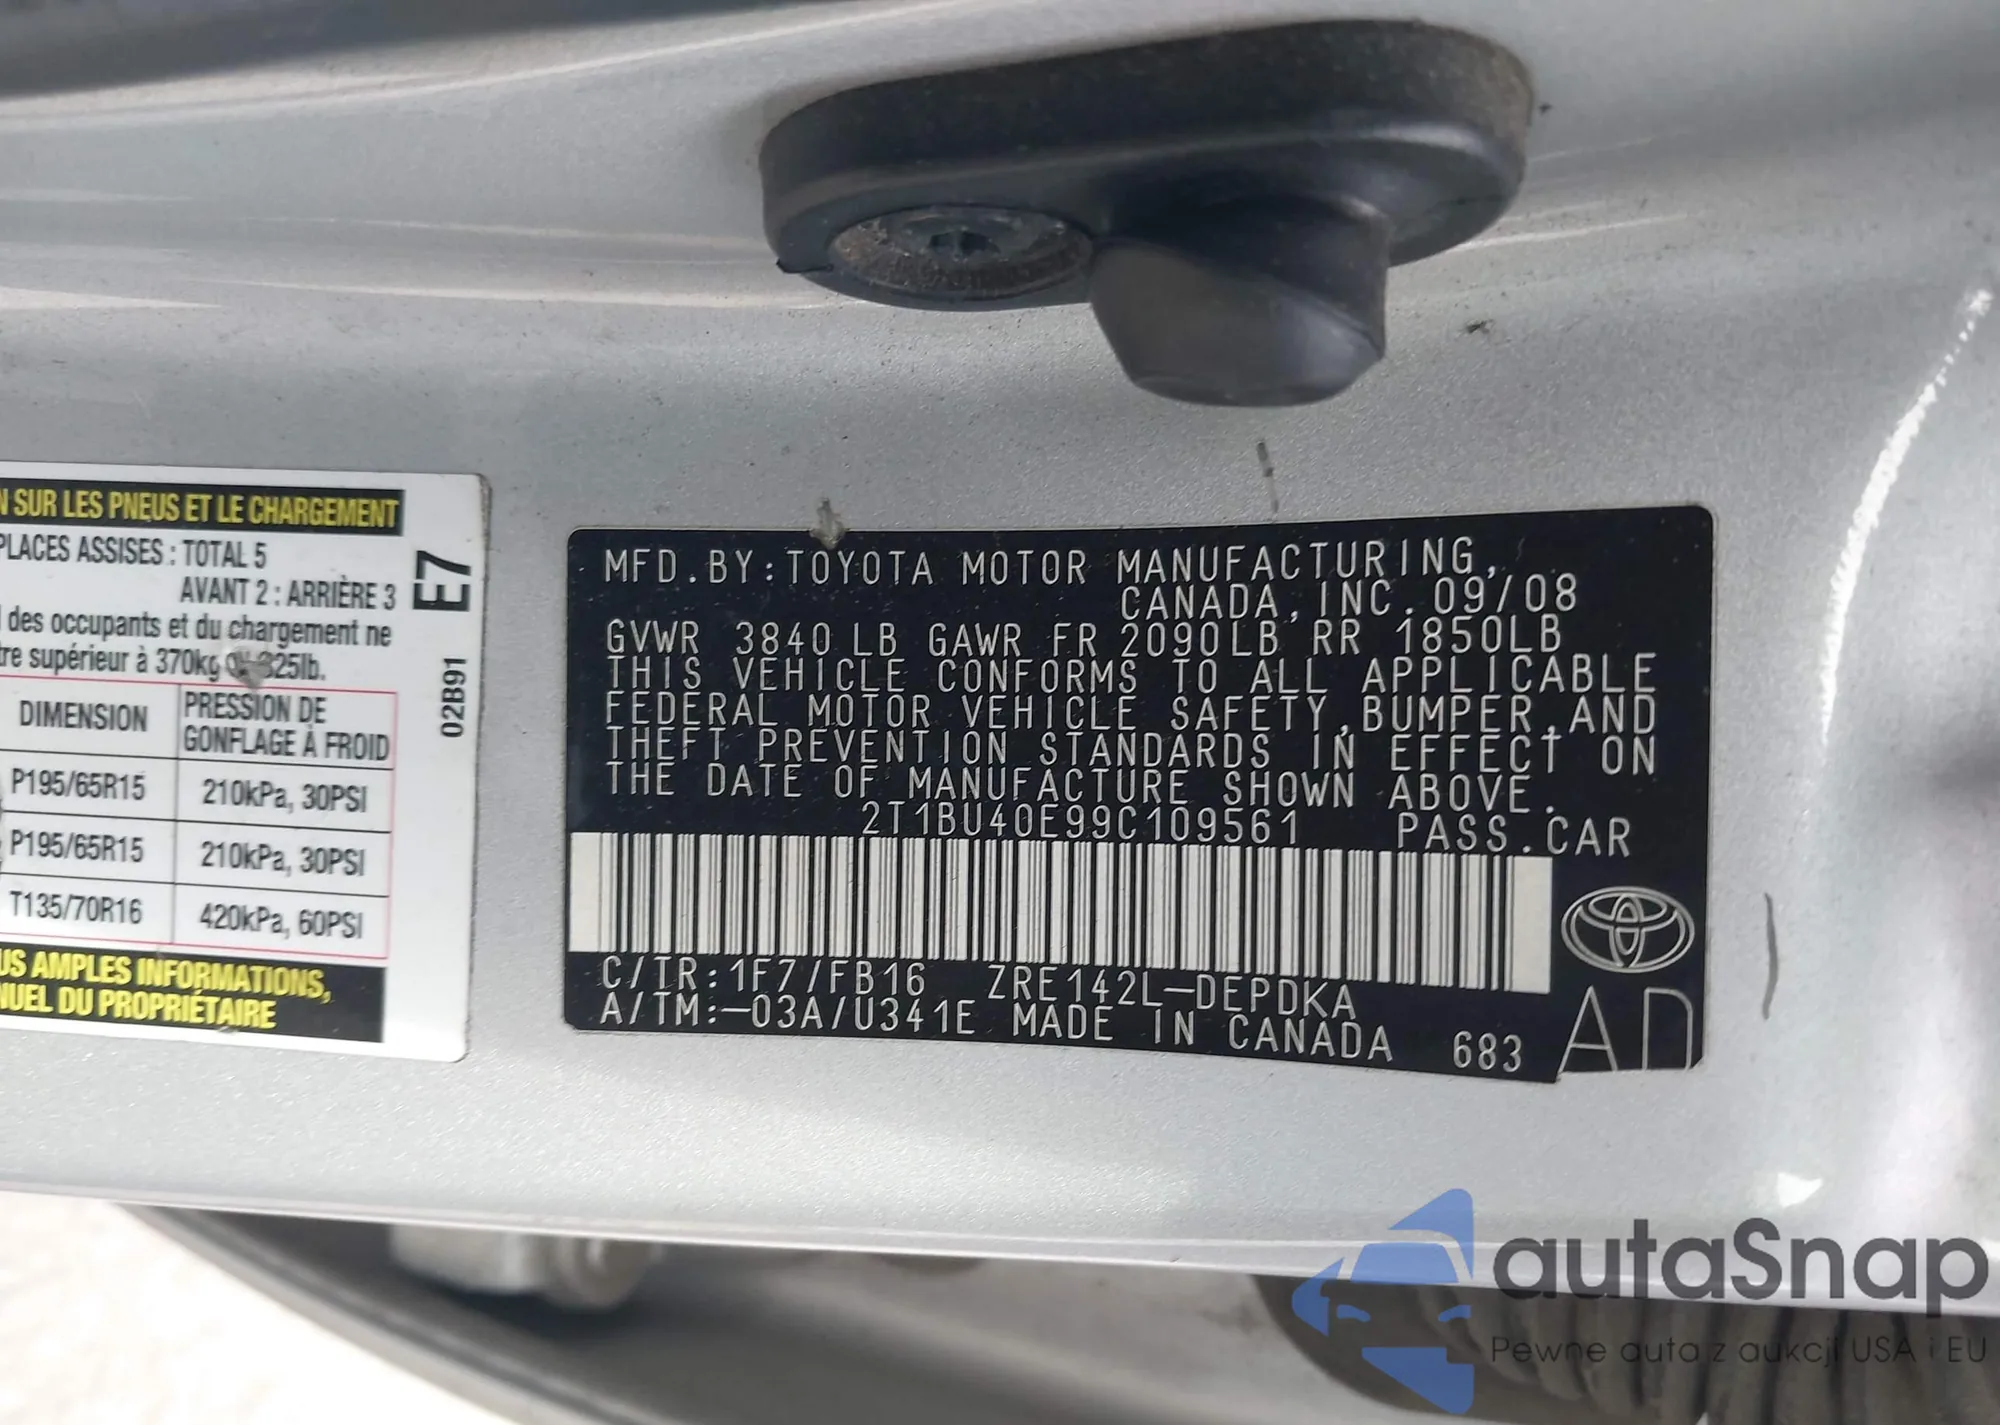 N SUR LES PNEUS ET LE CHARGEMENT
PLACES ASSISES : TOTAL 5
AVANT 2 : ARRIÈRE 3
des occupants et du chargement ne
tre supérieur à 370kg 825lb.
DIMENSION
PRESSION DE
GONFLAGE À FROID
P195/65R15 210kPa, 30PSI
P195/65R15 210kPa, 30PSI
T135/70R16 420kPa, 60PSI
US AMPLES INFORMATIONS,
NUEL DU PROPRIÉTAIRE
E7
02B91
MFD.BY:TOYOTA MOTOR MANUFACTURING,
CANADA,INC.09/08
GVWR 3840 LB GAWR FR 2090LB RR 1850LB
THIS VEHICLE CONFORMS TO ALL APPLICABLE
FEDERAL MOTOR VEHICLE SAFETY,BUMPER,AND
THEFT PREVENTION STANDARDS IN EFFECT ON
THE DATE OF MANUFACTURE SHOWN ABOVE.
2T1BU40E99C109561 PASS.CAR
C/TR:1F7/FB16 ZRE142L-DEPDKA
A/TM:-03A/U341E MADE IN CANADA 683
AD
autaSnap
Pewne auta z aukcji USA i EU